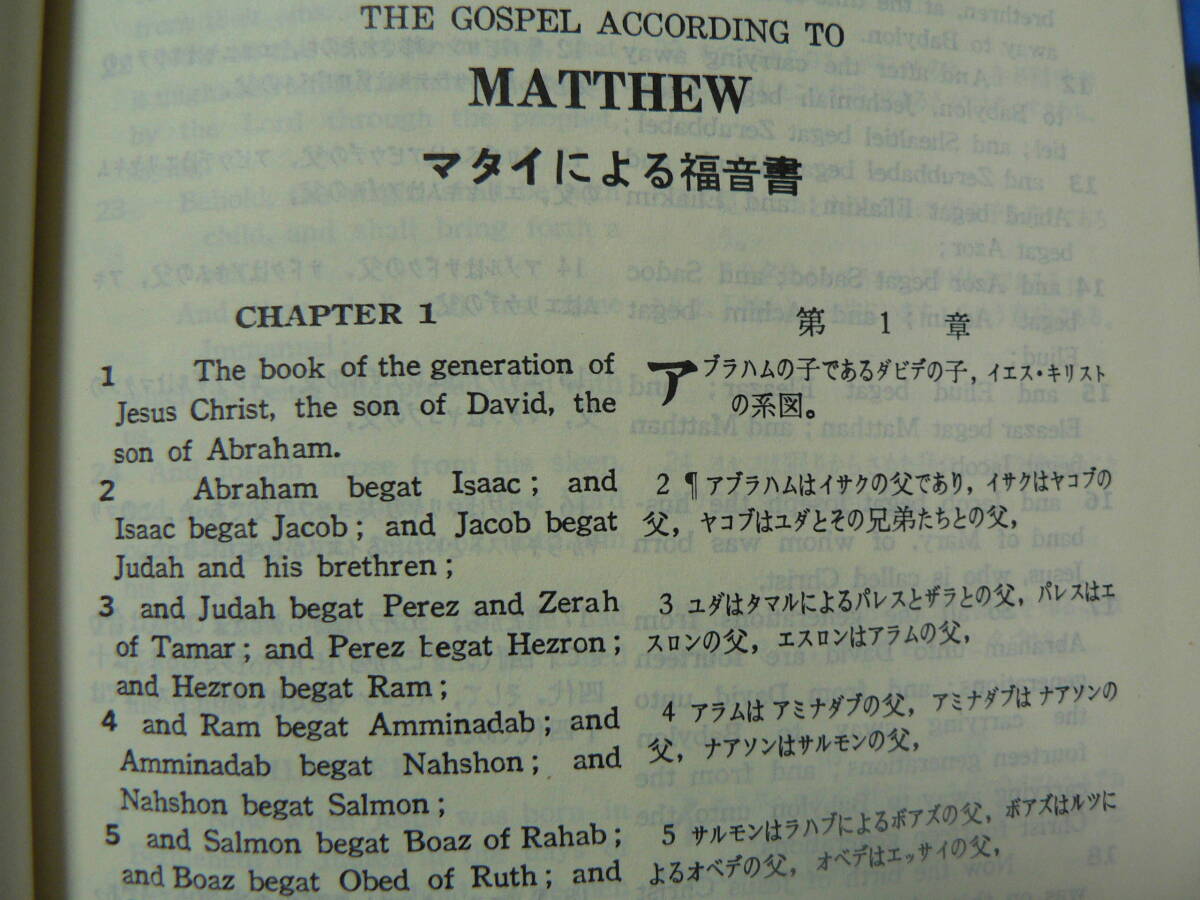 THE GOSPEL ACCORDING TO
MATTHEW
マタイによる福音書
CHAPTER 1
1 The book of the generation of
Jesus Christ, the son of David, the
son of Abraham.
2 Abraham begat Isaac; and
Isaac begat Jacob; and Jacob begat
Judah and his brethren;
3 and Judah begat Perez and Zerah
of Tamar; and Perez begat Hezron;
and Hezron begat Ram;
4 and Ram begat Amminadab; and
Amminadab begat Nahshon; and
Nahshon begat Salmon;
5 and Salmon begat Boaz of Rahab;
and Boaz begat Obed of Ruth; and
第 1 章
アブラハムの子であるダビデの子，イエス・キリスト
の系図。
2 ¶ アブラハムはイサクの父であり，イサクはヤコブの
父，ヤコブはユダとその兄弟たちとの父，
3 ユダはタマルによるパレスとザラとの父，パレスはエ
スロンの父，エスロンはアラムの父，
4 アラムは アミナダブの父，アミナダブは ナアソンの
父，ナアソンはサルモンの父，
5 サルモンはラハブによるボアズの父，ボアズはルツに
よるオベデの父，オベデはエッサイの父，